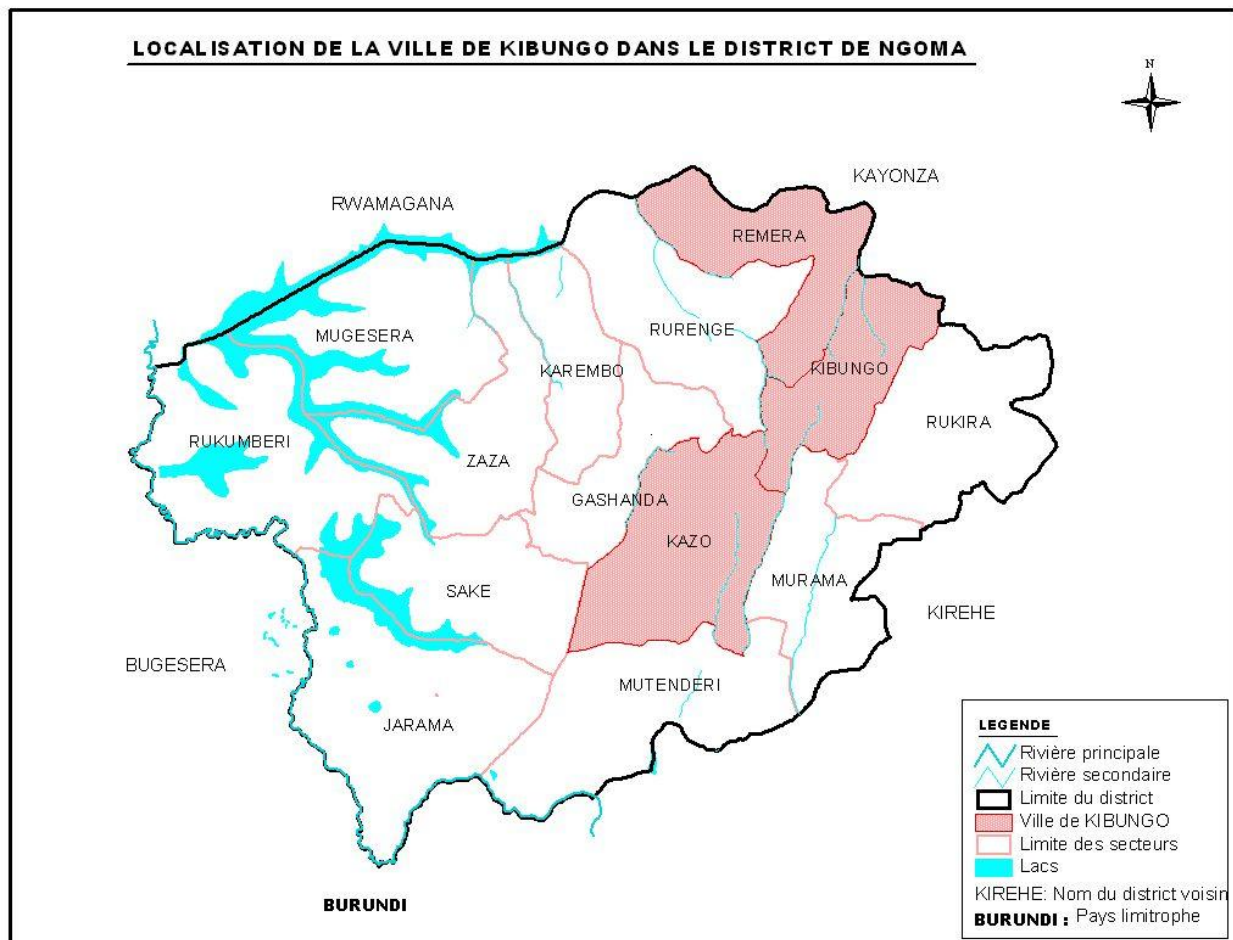 LOCALISATION DE LA VILLE DE KIBUNGO DANS LE DISTRICT DE NGOMA
N
KAYONZA
RWAMAGANA
REMERA
MUGESERA
RURENGE
KAREMBO
KIBUNGO
RUKIRA
RUKUMBERI
ZAZA
GASHANDA
KAZO
MURAMA
SAKE
KIREHE
BUGESERA
MUTENDERI
JARAMA
BURUNDI
LEGENDE
Rivière principale
Rivière secondaire
Limite du district
Ville de KIBUNGO
Limite des secteurs
Lacs
KIREHE: Nom du district voisin
BURUNDI : Pays limitrophe